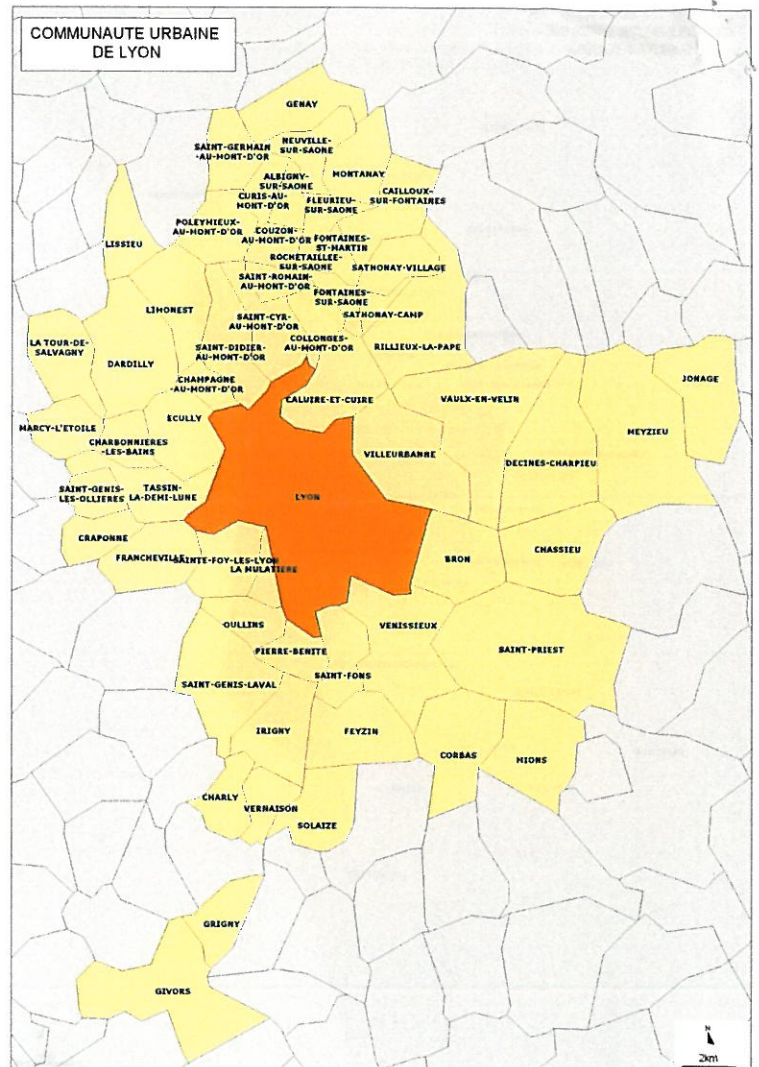 COMMUNAUTE URBAINE
DE LYON
GENAY
SAINT-GERMAIN
-AU-MONT-D'OR
NEUVILLE-
SUR-SAONE
MONTANAY
ALBIGNY-
SUR-SAONE
CURIS-AU-
MONT-D'OR
FLEURIEU-
SUR-SAONE
CAILLOUX-
SUR-FONTAINES
POLEYMIEUX-
AU-MONT-D'OR
COUZON-
AU-MONT-D'OR
FONTAINES-
ST-MARTIN
LISSIEU
ROCHETAILLEE-
SUR-SAONE
SATHONAY-VILLAGE
SAINT-ROMAIN-
AU-MONT-D'OR
FONTAINES-
SUR-SAONE
LIMONEST
SAINT-CYR-
AU-MONT-D'OR
SATHONAY-CAMP
LA TOUR-DE-
SALVAGNY
DARDILLY
SAINT-DIDIER-
AU-MONT-D'OR
COLLONGES-
AU-MONT-D'OR
RILLIEUX-LA-PAPE
CHAMPAGNE
-AU-MONT-D'OR
JONAGE
CALUIRE-ET-CUIRE
VAULX-EN-VELIN
MARCY-L'ETOILE
ECULLY
MEYZIEU
CHARBONNIERES
-LES-BAINS
VILLEURBANNE
DECINES-CHARPIEU
SAINT-GENIS-
LES-OLLIERES
TASSIN-
LA-DEMI-LUNE
LYON
CRAPONNE
FRANCHEVILLE
SAINTE-FOY-LES-LYON
LA MULATIERE
BRON
CHASSIEU
OULLINS
VENISSIEUX
PIERRE-BENITE
SAINT-PRIEST
SAINT-GENIS-LAVAL
SAINT-FONS
IRIGNY
FEYZIN
CORBAS
MIONS
CHARLY
VERNAISON
SOLAIZE
GRIGNY
GIVORS
N
2km